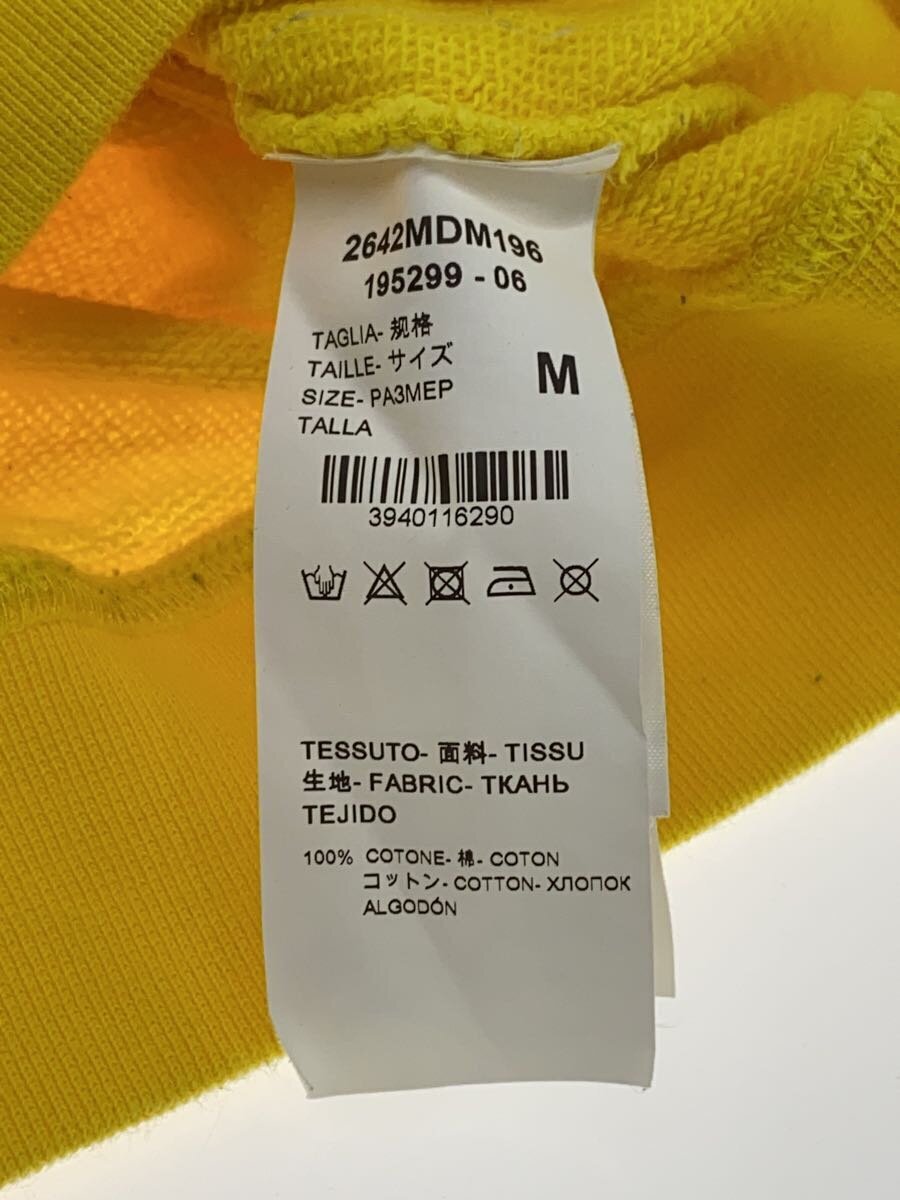 2642MDM196
195299 - 06
TAGLIA- 规格
TAILLE- サイズ
SIZE- РАЗМЕР
TALLA
M
3940116290
TESSUTO- 面料- TISSU
生地- FABRIC- ТКАНЬ
TEJIDO
100% COTONE- 棉- COTON
コットン- COTTON- ХЛОПОК
ALGODÓN